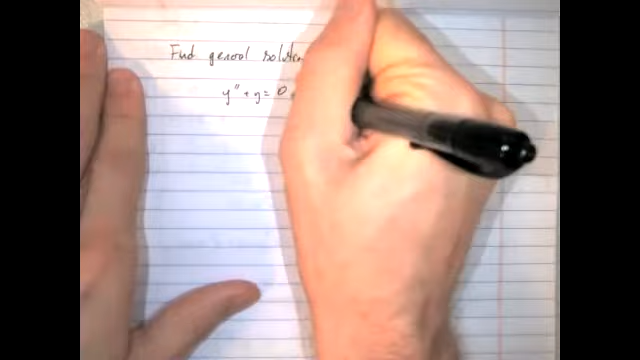 Find general solution
y'' + y = 0